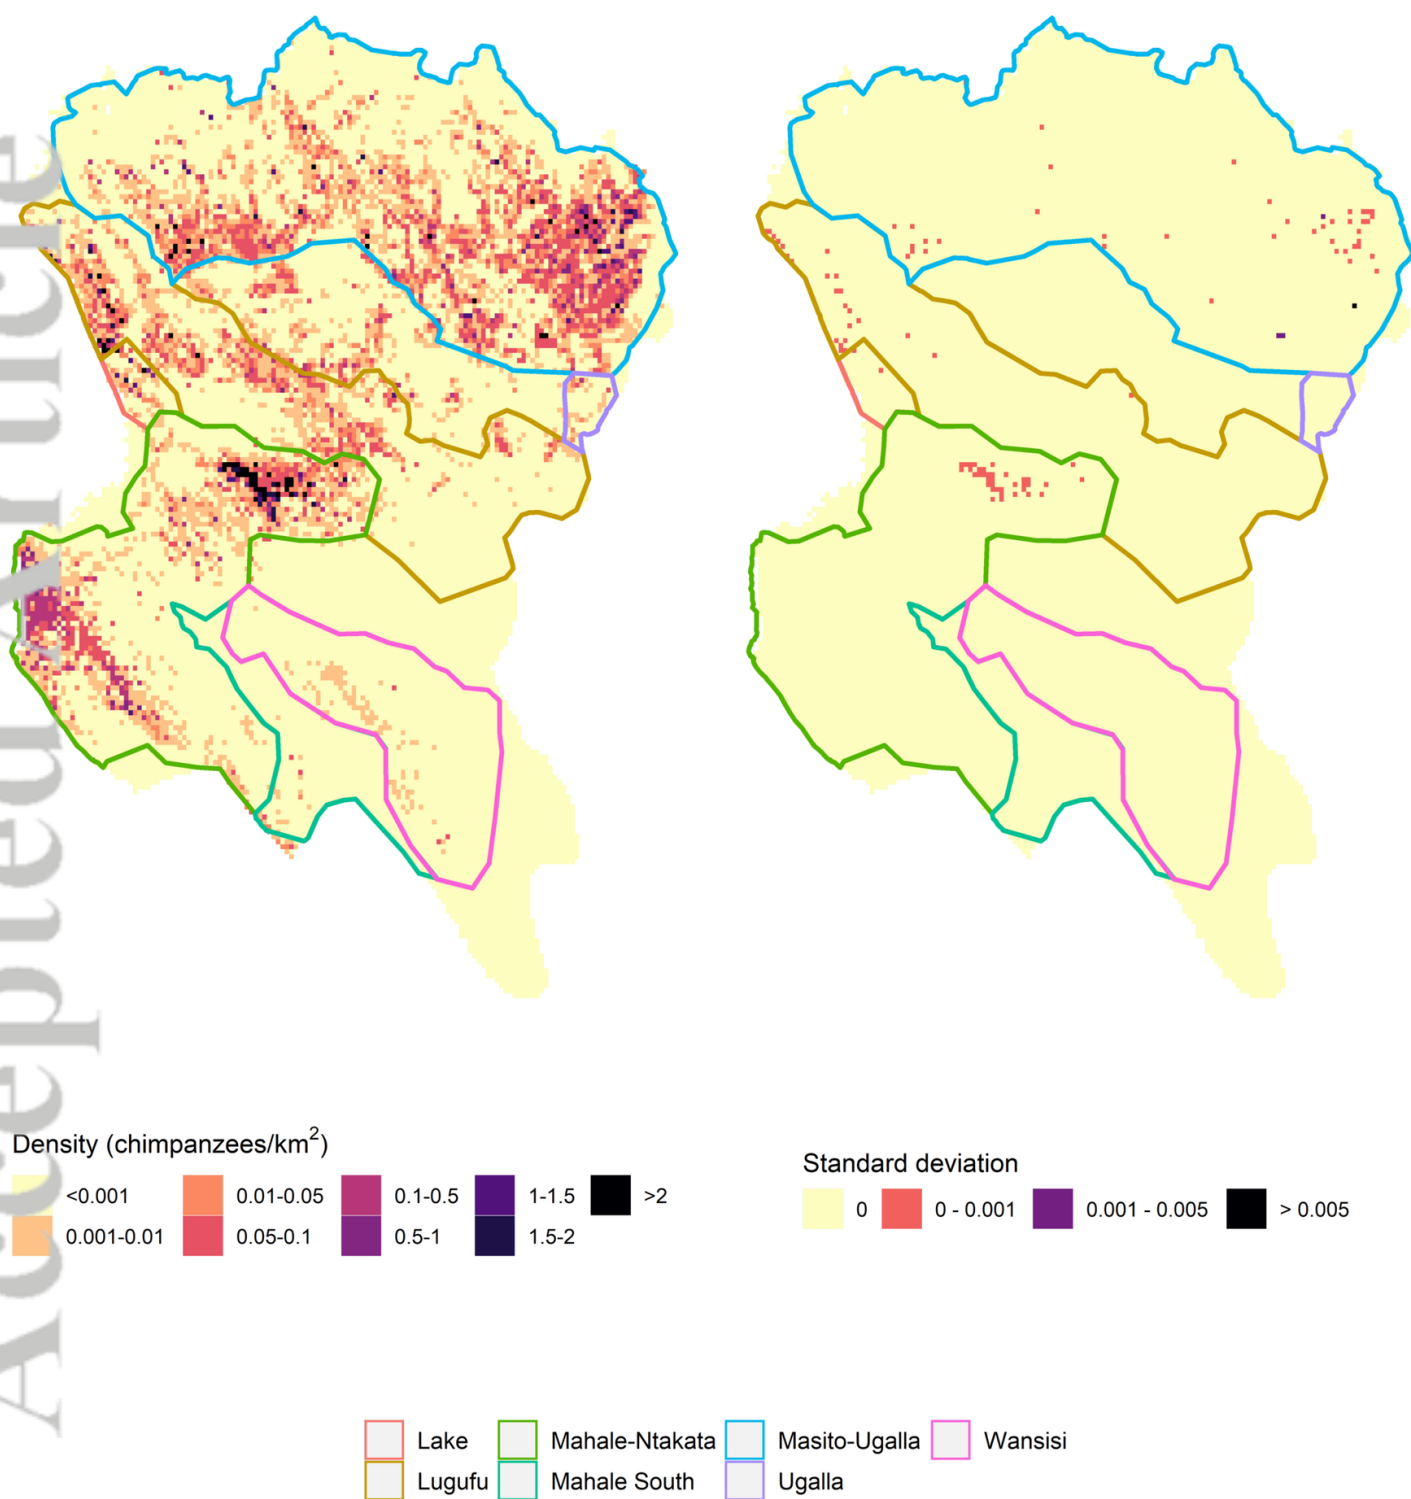 Accepted Article
Density (chimpanzees/km²)
<0.001 0.01-0.05 0.1-0.5 1-1.5 >2
0.001-0.01 0.05-0.1 0.5-1 1.5-2
Standard deviation
0 0 - 0.001 0.001 - 0.005 > 0.005
Lake Mahale-Ntakata Masito-Ugalla Wansisi
Lugufu Mahale South Ugalla